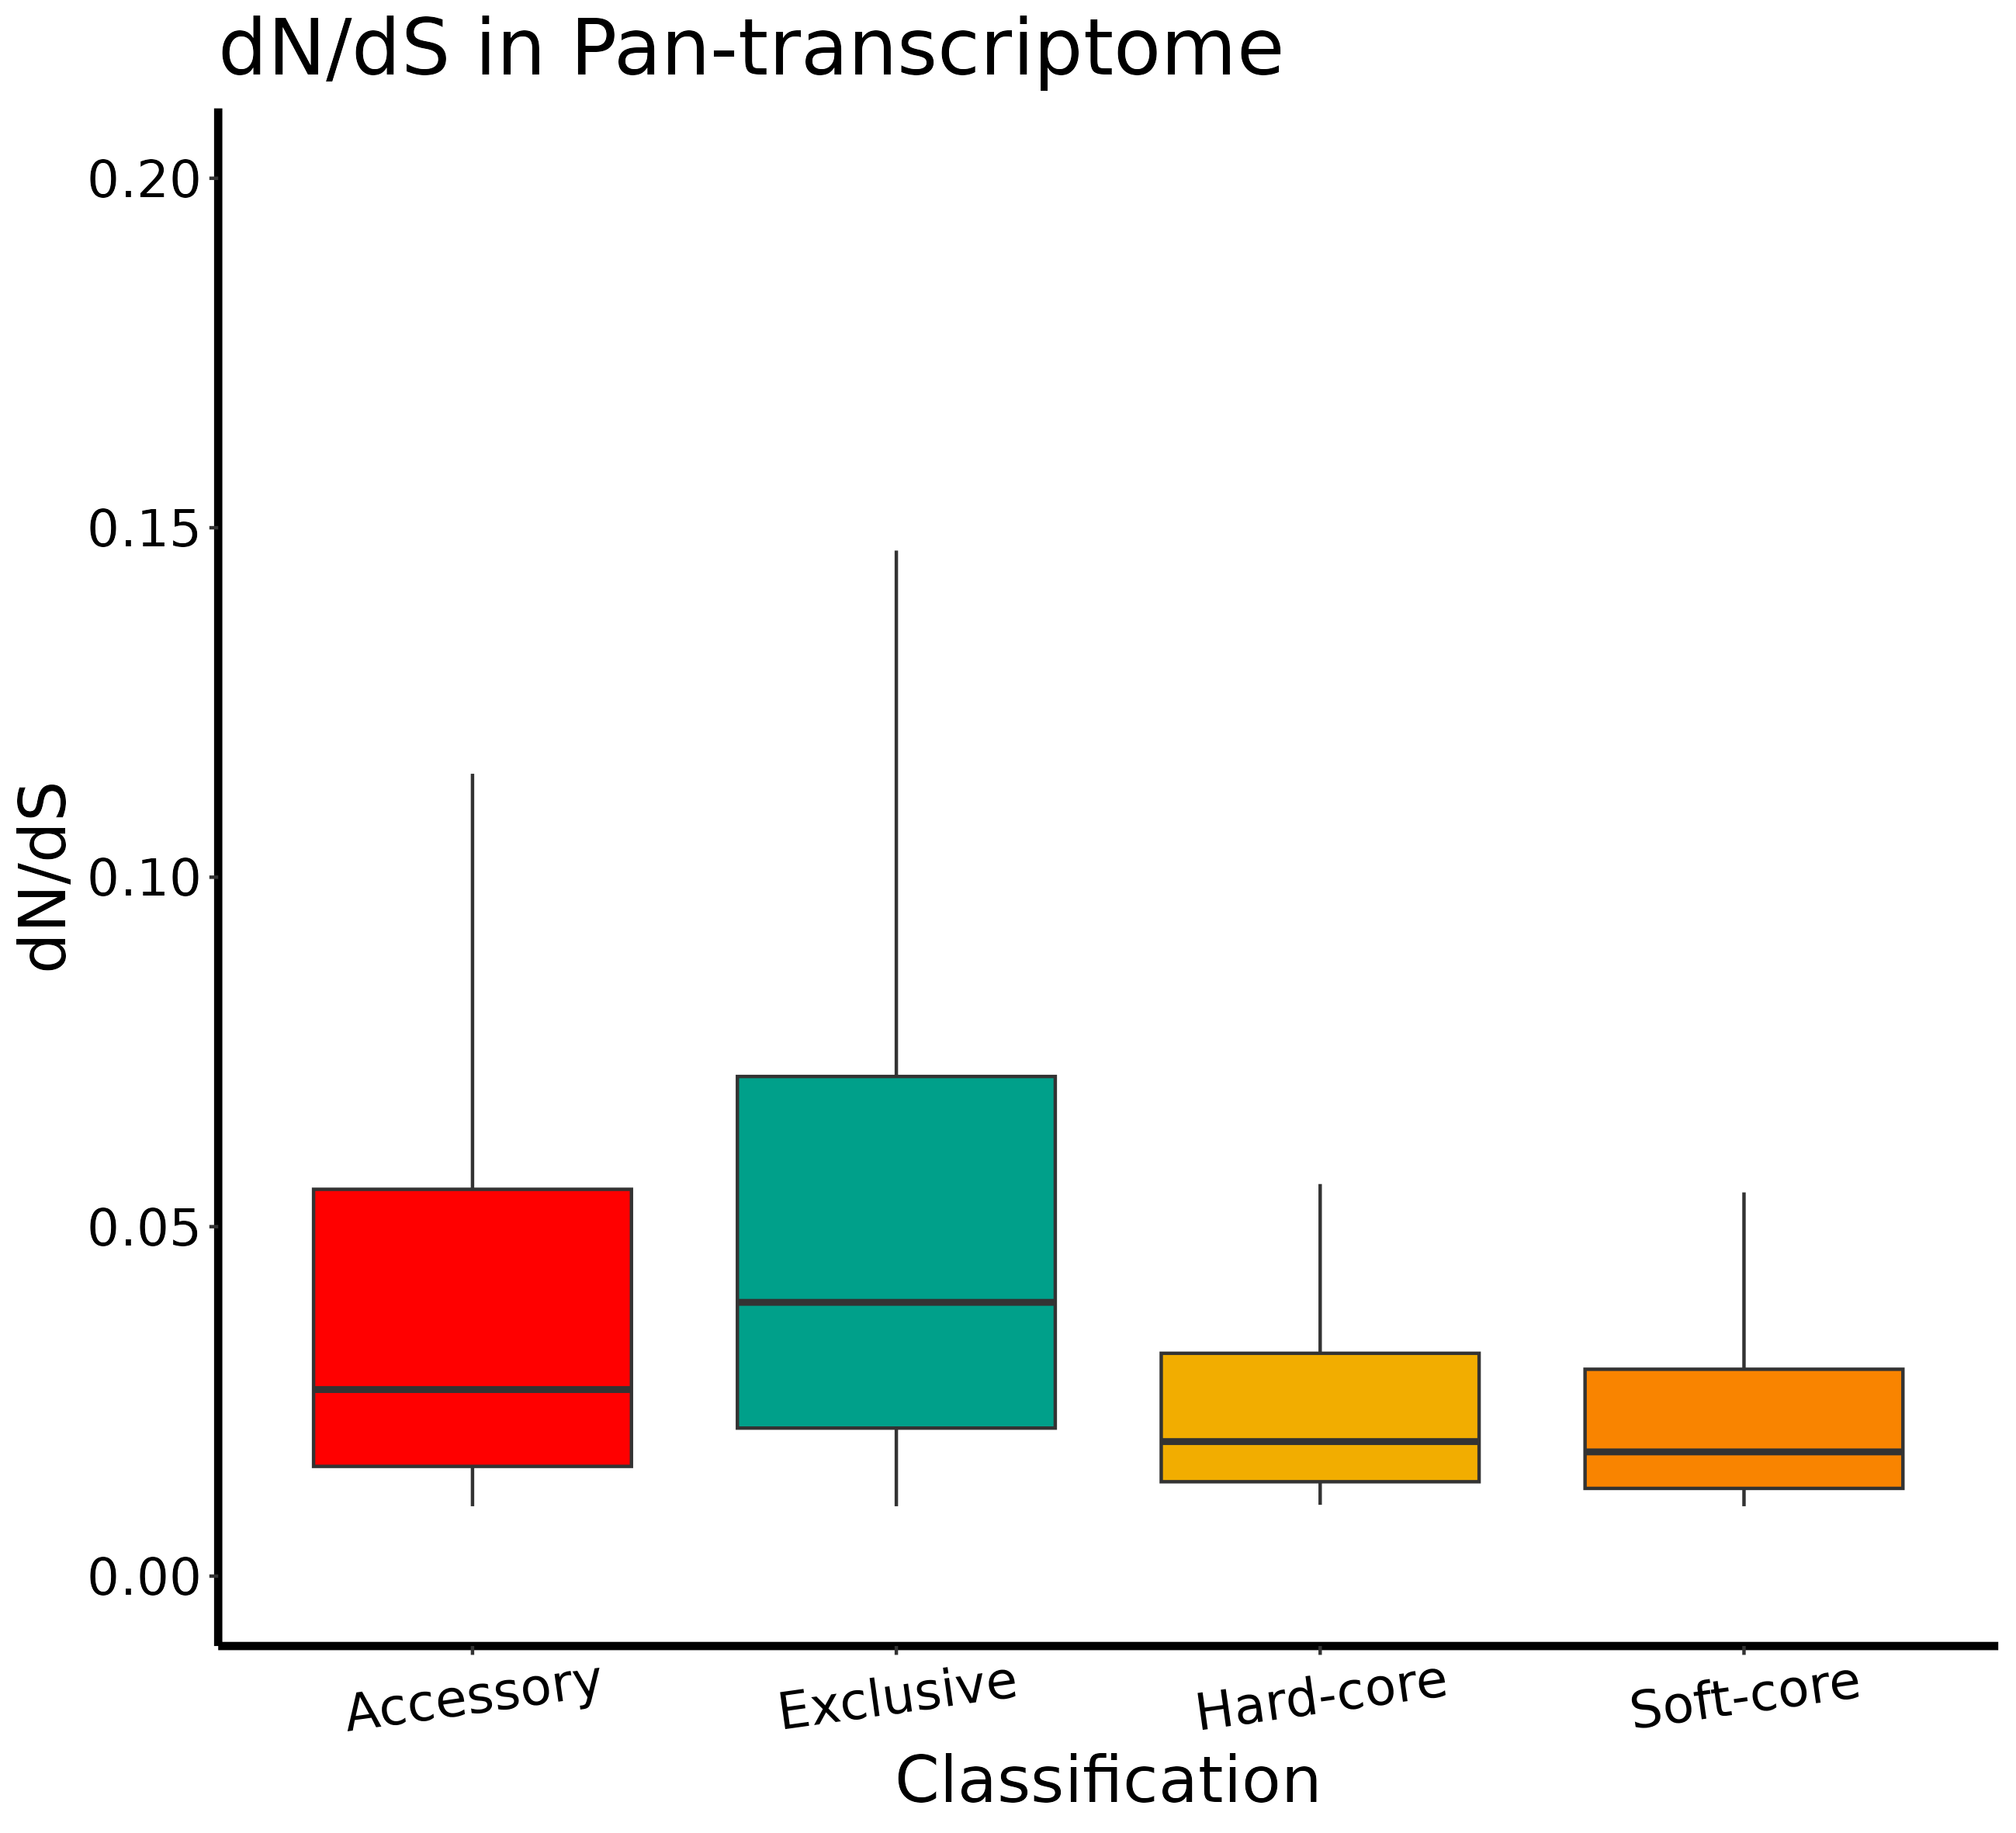 dN/dS in Pan-transcriptome
dN/dS
0.20
0.15
0.10
0.05
0.00
Accessory
Exclusive
Hard-core
Soft-core
Classification